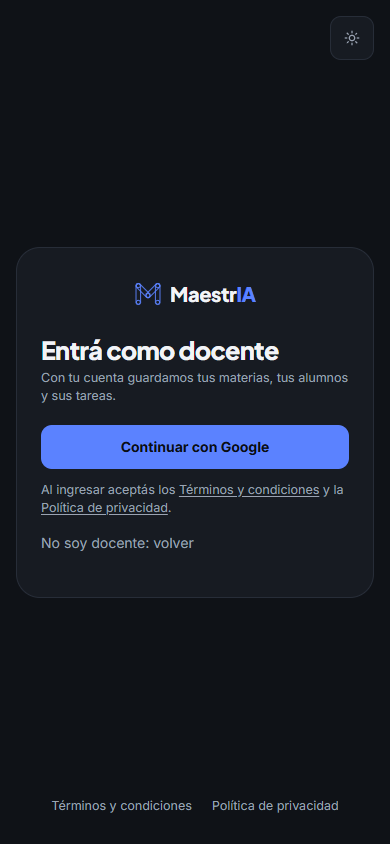 MaestrIA
Entrá como docente
Con tu cuenta guardamos tus materias, tus alumnos
y sus tareas.
Continuar con Google
Al ingresar aceptás los Términos y condiciones y la
Política de privacidad.
No soy docente: volver
Términos y condiciones Política de privacidad